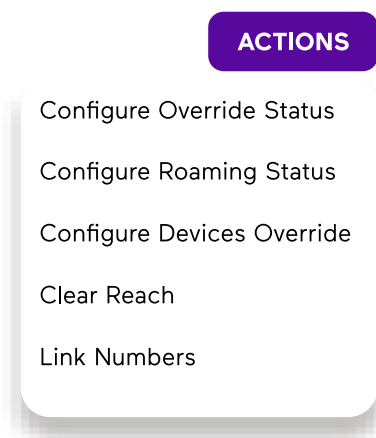 ACTIONS
Configure Override Status
Configure Roaming Status
Configure Devices Override
Clear Reach
Link Numbers